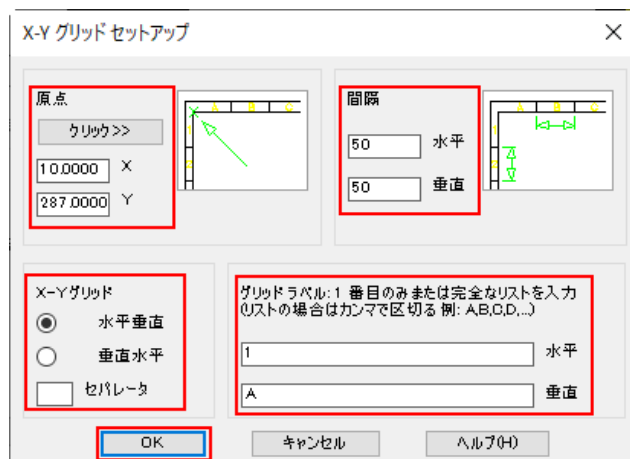 X-Y グリッド セットアップ
原点
クリック>>
10.0000 X
287.0000 Y
A B C
1
2
間隔
50 水平
50 垂直
A B C
1
2
X-Yグリッド
水平垂直
垂直水平
セパレータ
グリッドラベル: 1 番目のみまたは完全なリストを入力
(リストの場合はカンマで区切る 例: A,B,C,D,...)
1 水平
A 垂直
OK キャンセル ヘルプ(H)